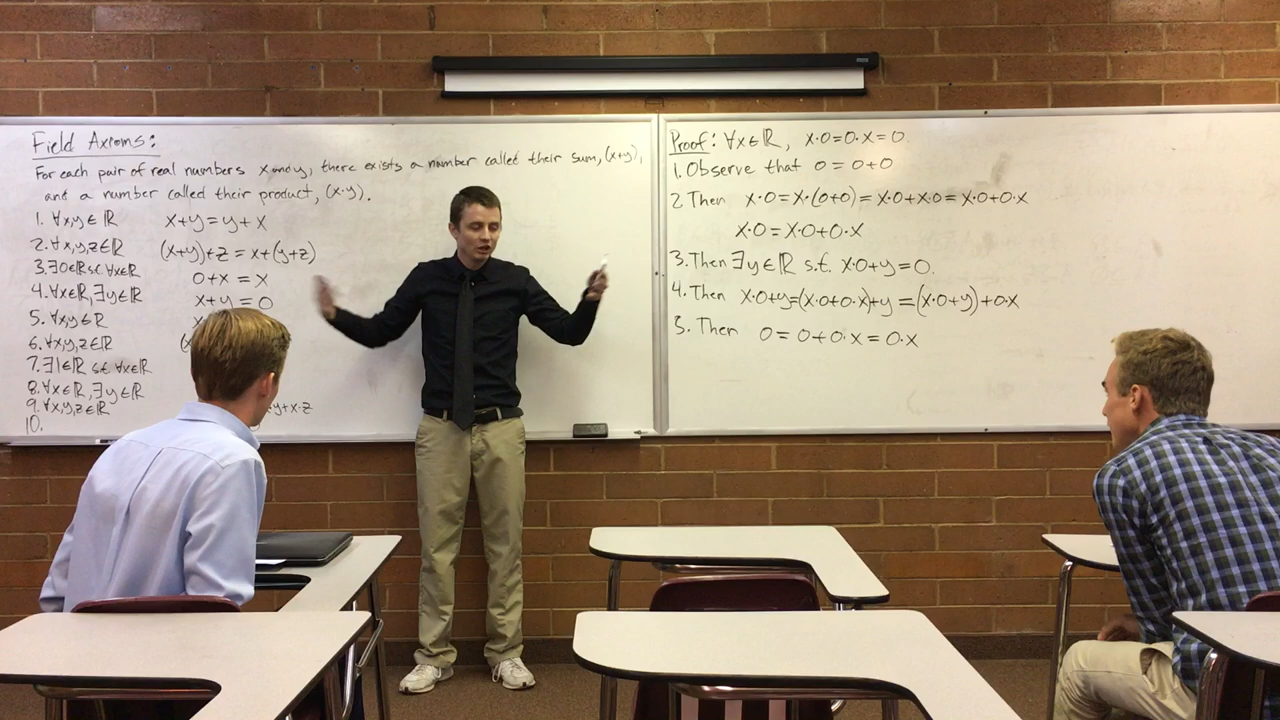 Field Axioms:
For each pair of real numbers x and y, there exists a number called their sum, (x+y),
and a number called their product, (x·y).
1. ∀x,y∈ℝ x+y=y+x
2. ∀x,y,z∈ℝ (x+y)+z=x+(y+z)
3. ∃0∈ℝ s.t. ∀x∈ℝ 0+x=x
4. ∀x∈ℝ, ∃y∈ℝ x+y=0
5. ∀x,y∈ℝ x
6. ∀x,y,z∈ℝ (x
7. ∃1∈ℝ s.t. ∀x∈ℝ
8. ∀x∈ℝ, ∃y∈ℝ
9. ∀x,y,z∈ℝ y+x·z
10.
Proof: ∀x∈ℝ, x·0=0·x=0.
1. Observe that 0=0+0
2 Then x·0=x·(0+0)=x·0+x·0=x·0+0·x
x·0=x·0+0·x
3. Then ∃y∈ℝ s.t. x·0+y=0.
4. Then x·0+y=(x·0+0·x)+y=(x·0+y)+0·x
5. Then 0=0+0·x=0·x